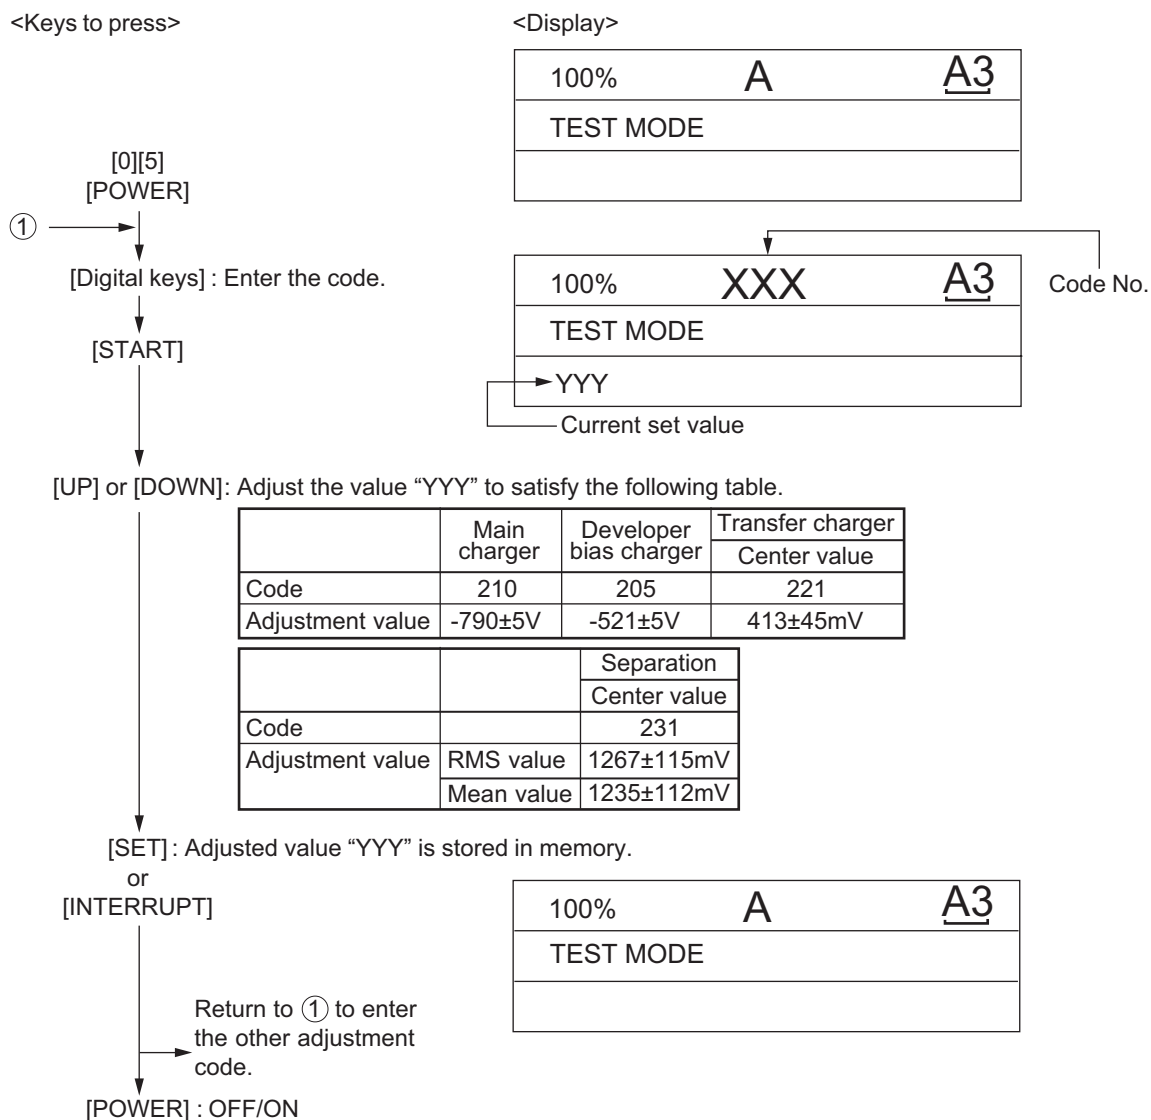 <Keys to press>
<Display>
100% A A3
TEST MODE
[0][5]
[POWER]
1
[Digital keys] : Enter the code.
100% XXX A3
Code No.
TEST MODE
[START]
YYY
Current set value
[UP] or [DOWN]: Adjust the value “YYY” to satisfy the following table.
Main charger Developer bias charger Transfer charger
Center value
Code 210 205 221
Adjustment value -790±5V -521±5V 413±45mV
Separation
Center value
Code 231
Adjustment value RMS value 1267±115mV
Mean value 1235±112mV
[SET] : Adjusted value “YYY” is stored in memory.
or
[INTERRUPT]
100% A A3
TEST MODE
Return to 1 to enter
the other adjustment
code.
[POWER] : OFF/ON